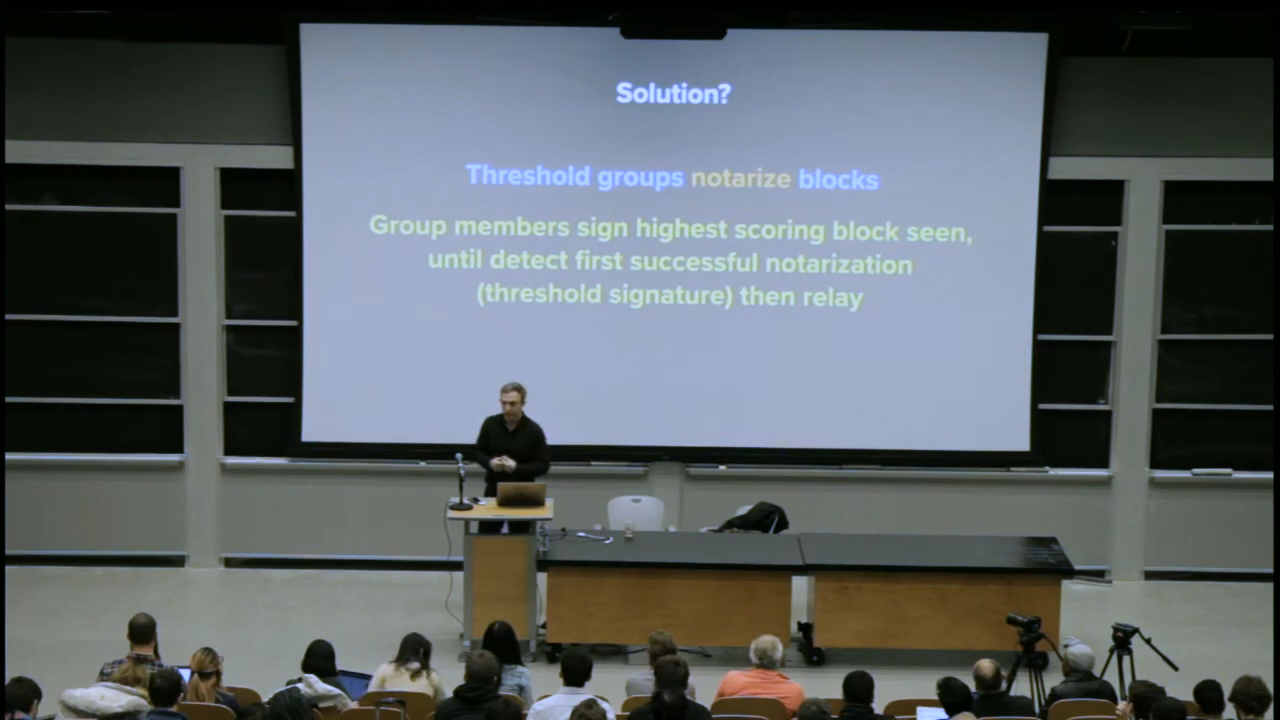 Solution?
Threshold groups notarize blocks
Group members sign highest scoring block seen,
until detect first successful notarization
(threshold signature) then relay